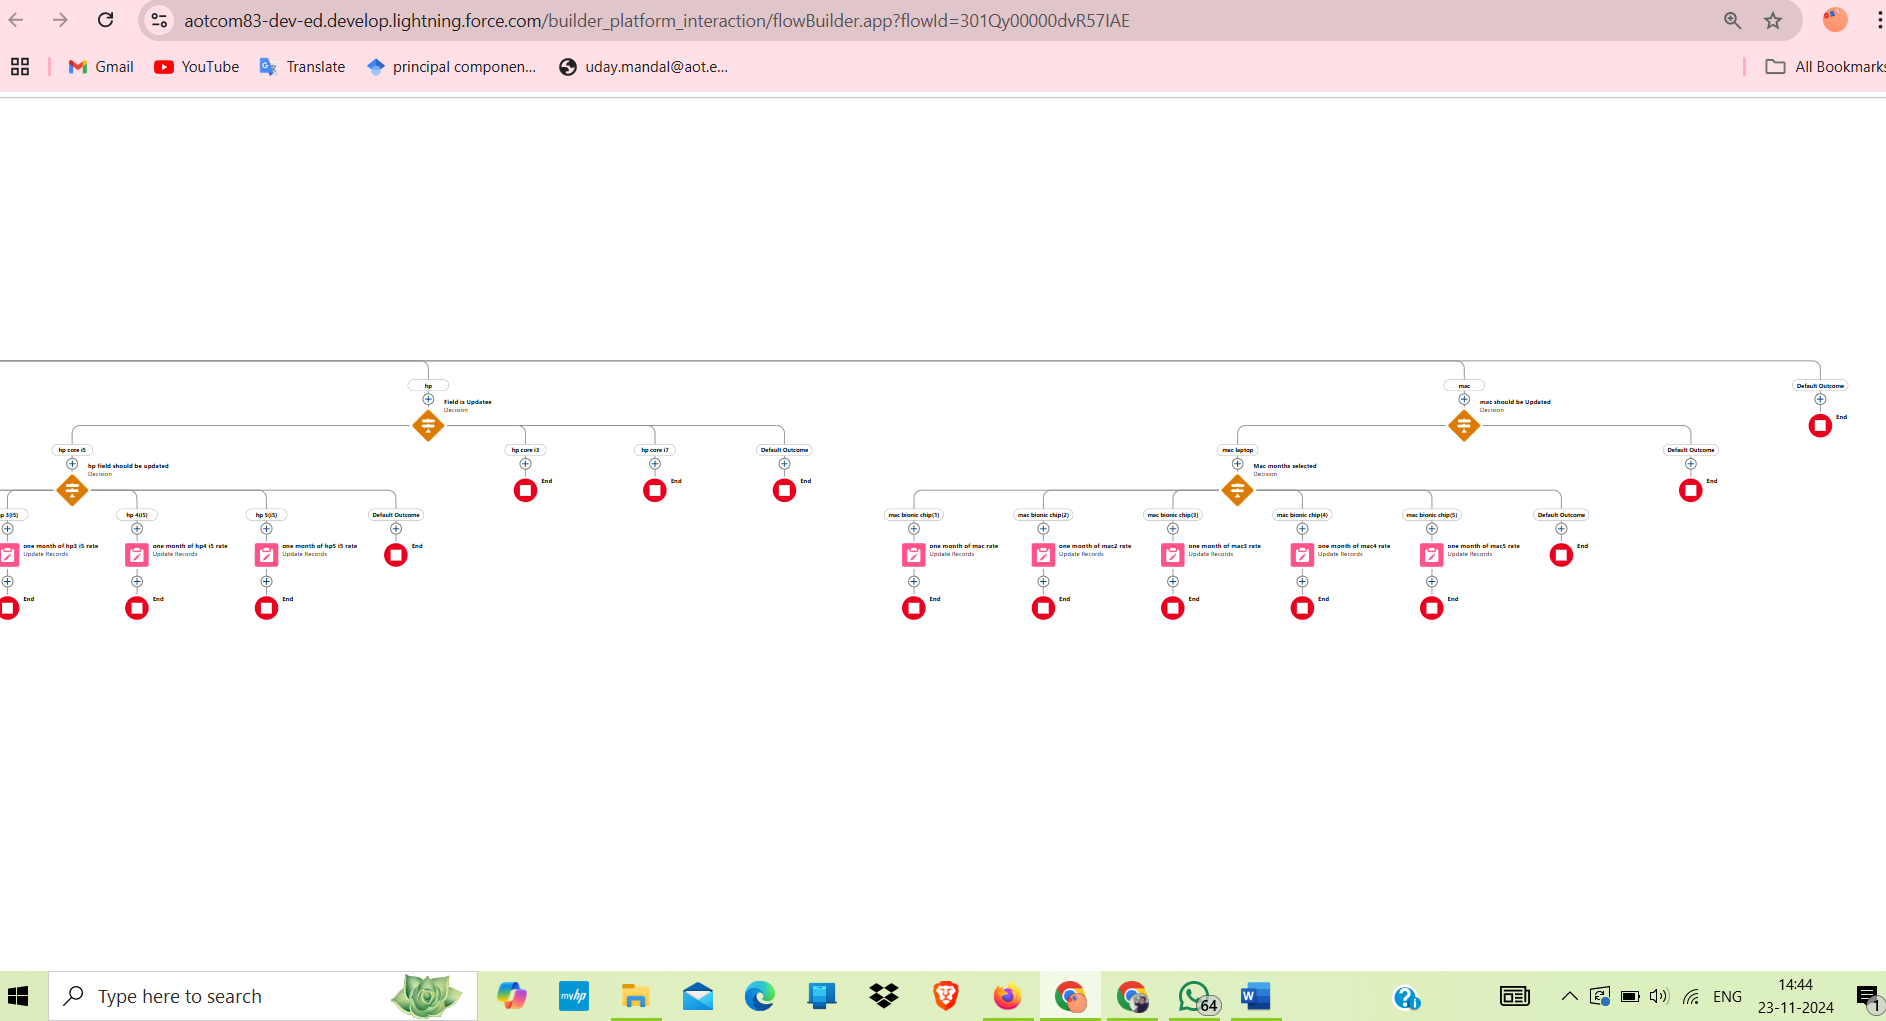 aotcom83-dev-ed.develop.lightning.force.com/builder_platform_interaction/flowBuilder.app?flowId=301Qy00000dvR57IAE
Gmail YouTube Translate principal componen... uday.mandal@aot.e... All Bookmarks
hp mac Default Outcome
Field is Updatee mac should be Updated End
Decision Decision
hp core i5 hp core i3 hp core i7 Default Outcome mac laptop Default Outcome
hp field should be updated End End End Mac months selected End
Decision Decision
p 3(i5) hp 4(i5) hp 5(i5) Default Outcome mac bionic chip(1) mac bionic chip(2) mac bionic chip(3) mac bionic chip(4) mac bionic chip(5) Default Outcome
one month of hp3 i5 rate one month of hp4 i5 rate one month of hp5 i5 rate End one month of mac rate one month of mac2 rate one month of mac3 rate one month of mac4 rate one month of mac5 rate End
Update Records Update Records Update Records Update Records Update Records Update Records Update Records Update Records
End End End End End End End End
Type here to search myhp W 64 ENG 14:44
23-11-2024 1